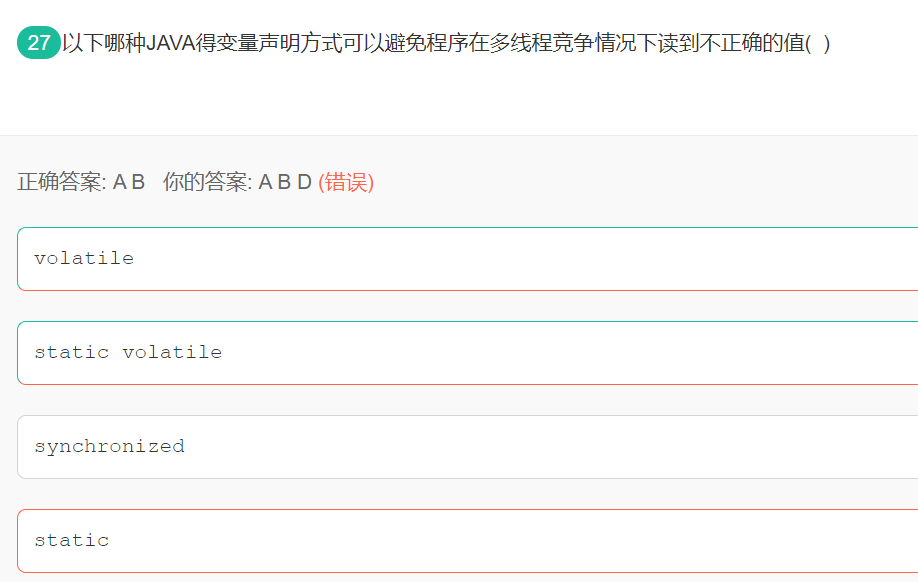 27 以下哪种JAVA得变量声明方式可以避免程序在多线程竞争情况下读到不正确的值( )
正确答案: A B 你的答案: A B D (错误)
volatile
static volatile
synchronized
static